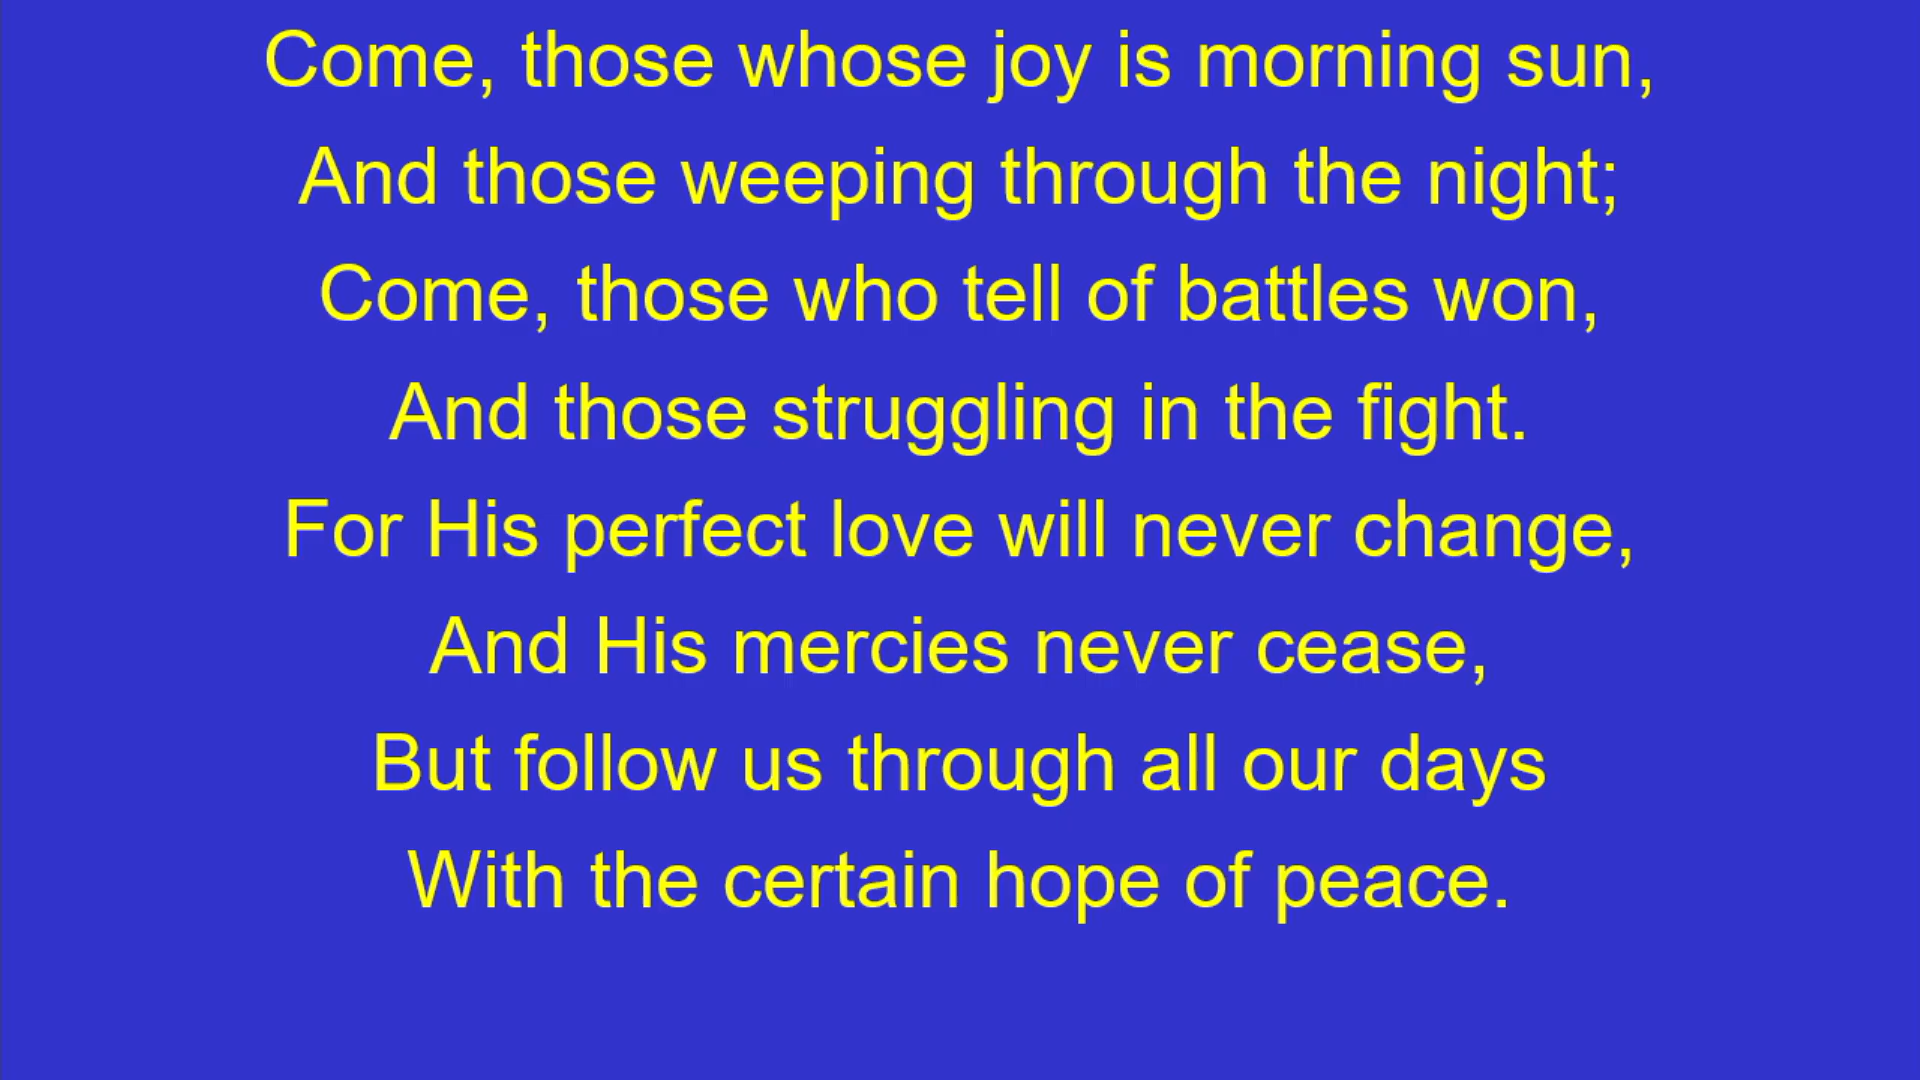 Come, those whose joy is morning sun,
And those weeping through the night;
Come, those who tell of battles won,
And those struggling in the fight.
For His perfect love will never change,
And His mercies never cease,
But follow us through all our days
With the certain hope of peace.